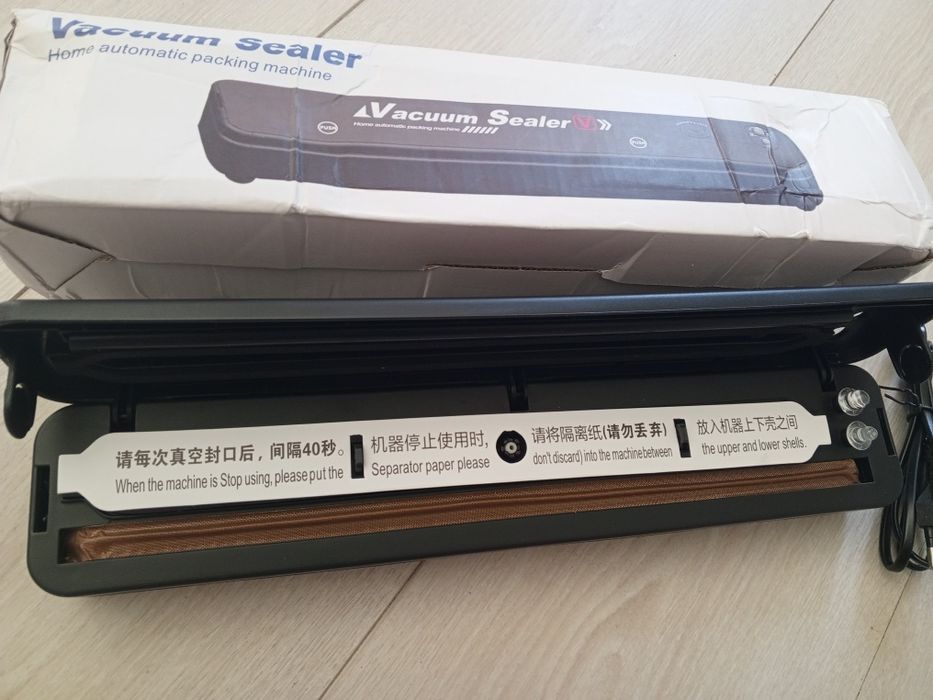 Vacuum Sealer
Home automatic packing machine
Vacuum Sealer V
Home automatic packing machine
PUSH
PUSH
请每次真空封口后，间隔40秒。
When the machine is Stop using, please put the
机器停止使用时,
Separator paper please
请将隔离纸(请勿丢弃)
don't discard) into the machine between
放入机器上下壳之间
the upper and lower shells.